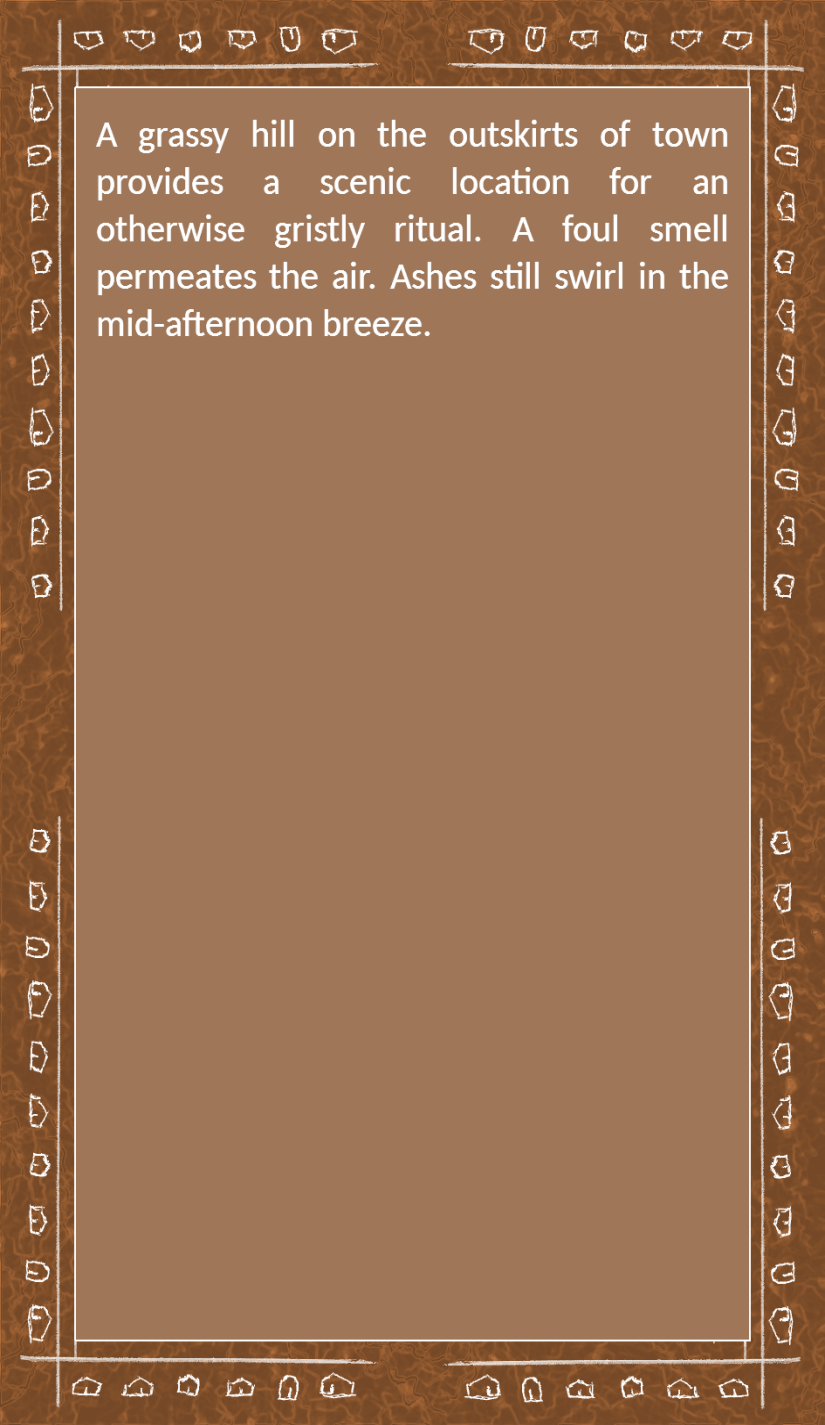 A grassy hill on the outskirts of town
provides a scenic location for an
otherwise gristly ritual. A foul smell
permeates the air. Ashes still swirl in the
mid-afternoon breeze.